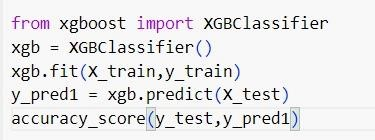 from xgboost import XGBClassifier
xgb = XGBClassifier()
xgb.fit(X_train,y_train)
y_pred1 = xgb.predict(X_test)
accuracy_score(y_test,y_pred1)